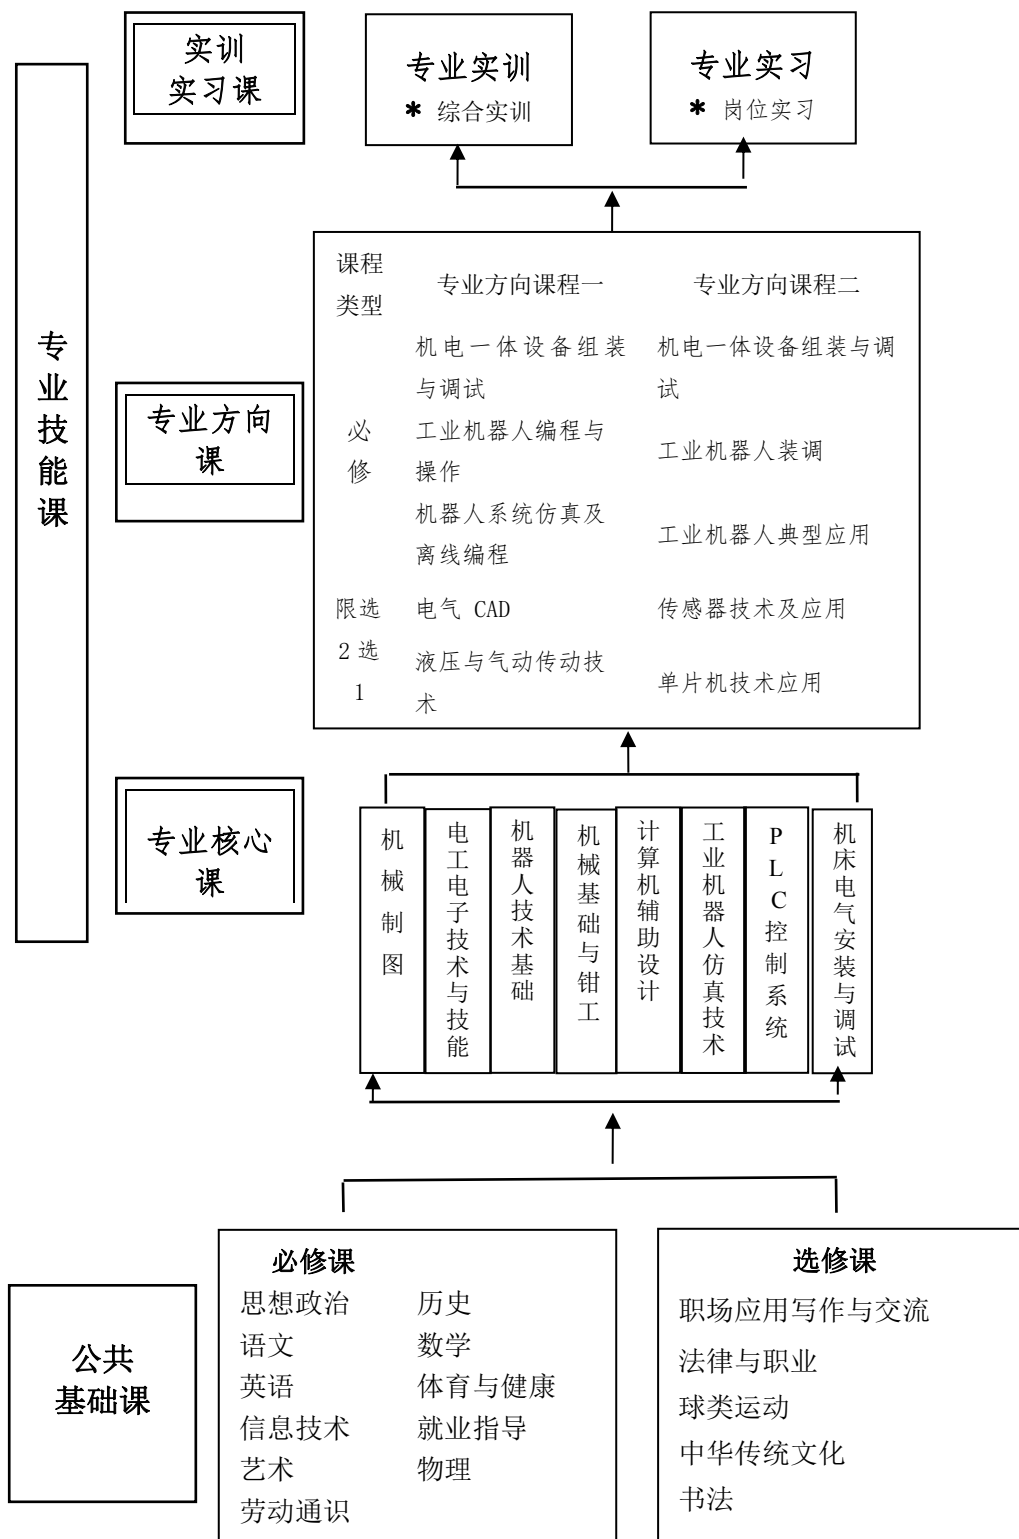 实训
实习课
专业实训
* 综合实训
专业实习
* 岗位实习
专业技能课
专业方向
课
课程
类型
专业方向课程一
专业方向课程二
必
修
机电一体设备组装
与调试
机电一体设备组装与调
试
工业机器人编程与
操作
工业机器人装调
机器人系统仿真及
离线编程
工业机器人典型应用
限选
2 选
1
电气 CAD
传感器技术及应用
液压与气动传动技
术
单片机技术应用
专业核心
课
机械制图
电工电子技术与技能
机器人技术基础
机械基础与钳工
计算机辅助设计
工业机器人仿真技术
PLC控制系统
机床电气安装与调试
公共
基础课
必修课
思想政治 历史
语文 数学
英语 体育与健康
信息技术 就业指导
艺术 物理
劳动通识
选修课
职场应用写作与交流
法律与职业
球类运动
中华传统文化
书法